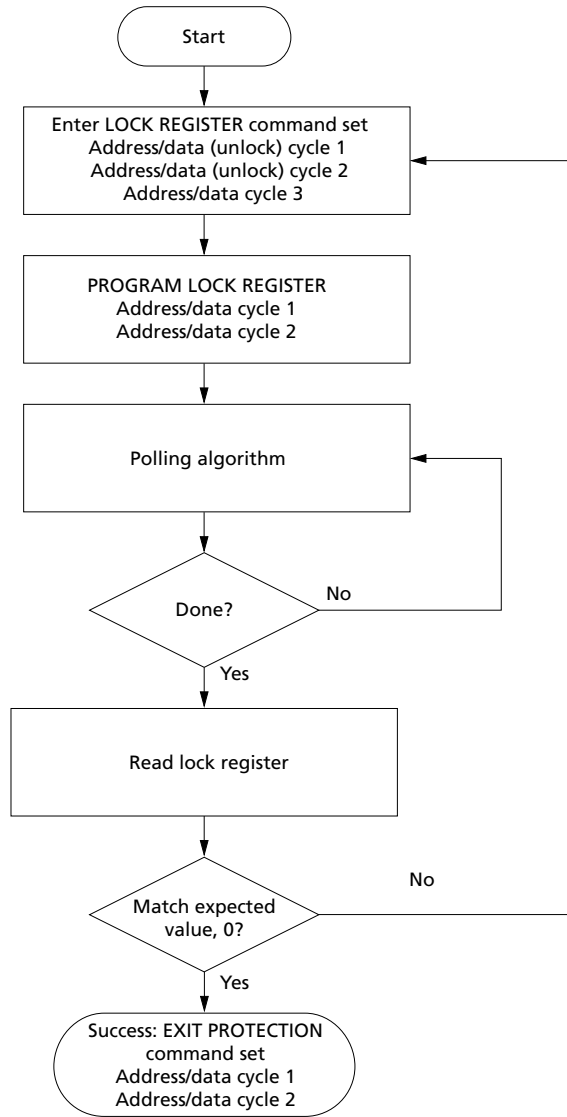 Start
Enter LOCK REGISTER command set
Address/data (unlock) cycle 1
Address/data (unlock) cycle 2
Address/data cycle 3
PROGRAM LOCK REGISTER
Address/data cycle 1
Address/data cycle 2
Polling algorithm
Done?
No
Yes
Read lock register
Match expected
value, 0?
No
Yes
Success: EXIT PROTECTION
command set
Address/data cycle 1
Address/data cycle 2